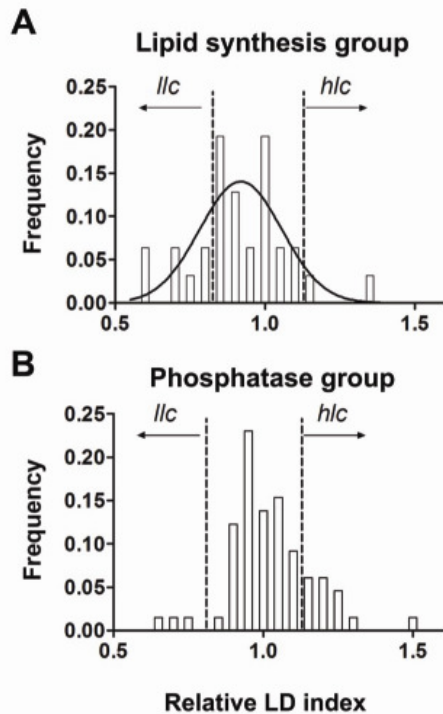 A
Lipid synthesis group
Frequency
0.25
0.20
0.15
0.10
0.05
0.00
llc
hlc
0.5 1.0 1.5
B
Phosphatase group
Frequency
0.25
0.20
0.15
0.10
0.05
0.00
llc
hlc
0.5 1.0 1.5
Relative LD index